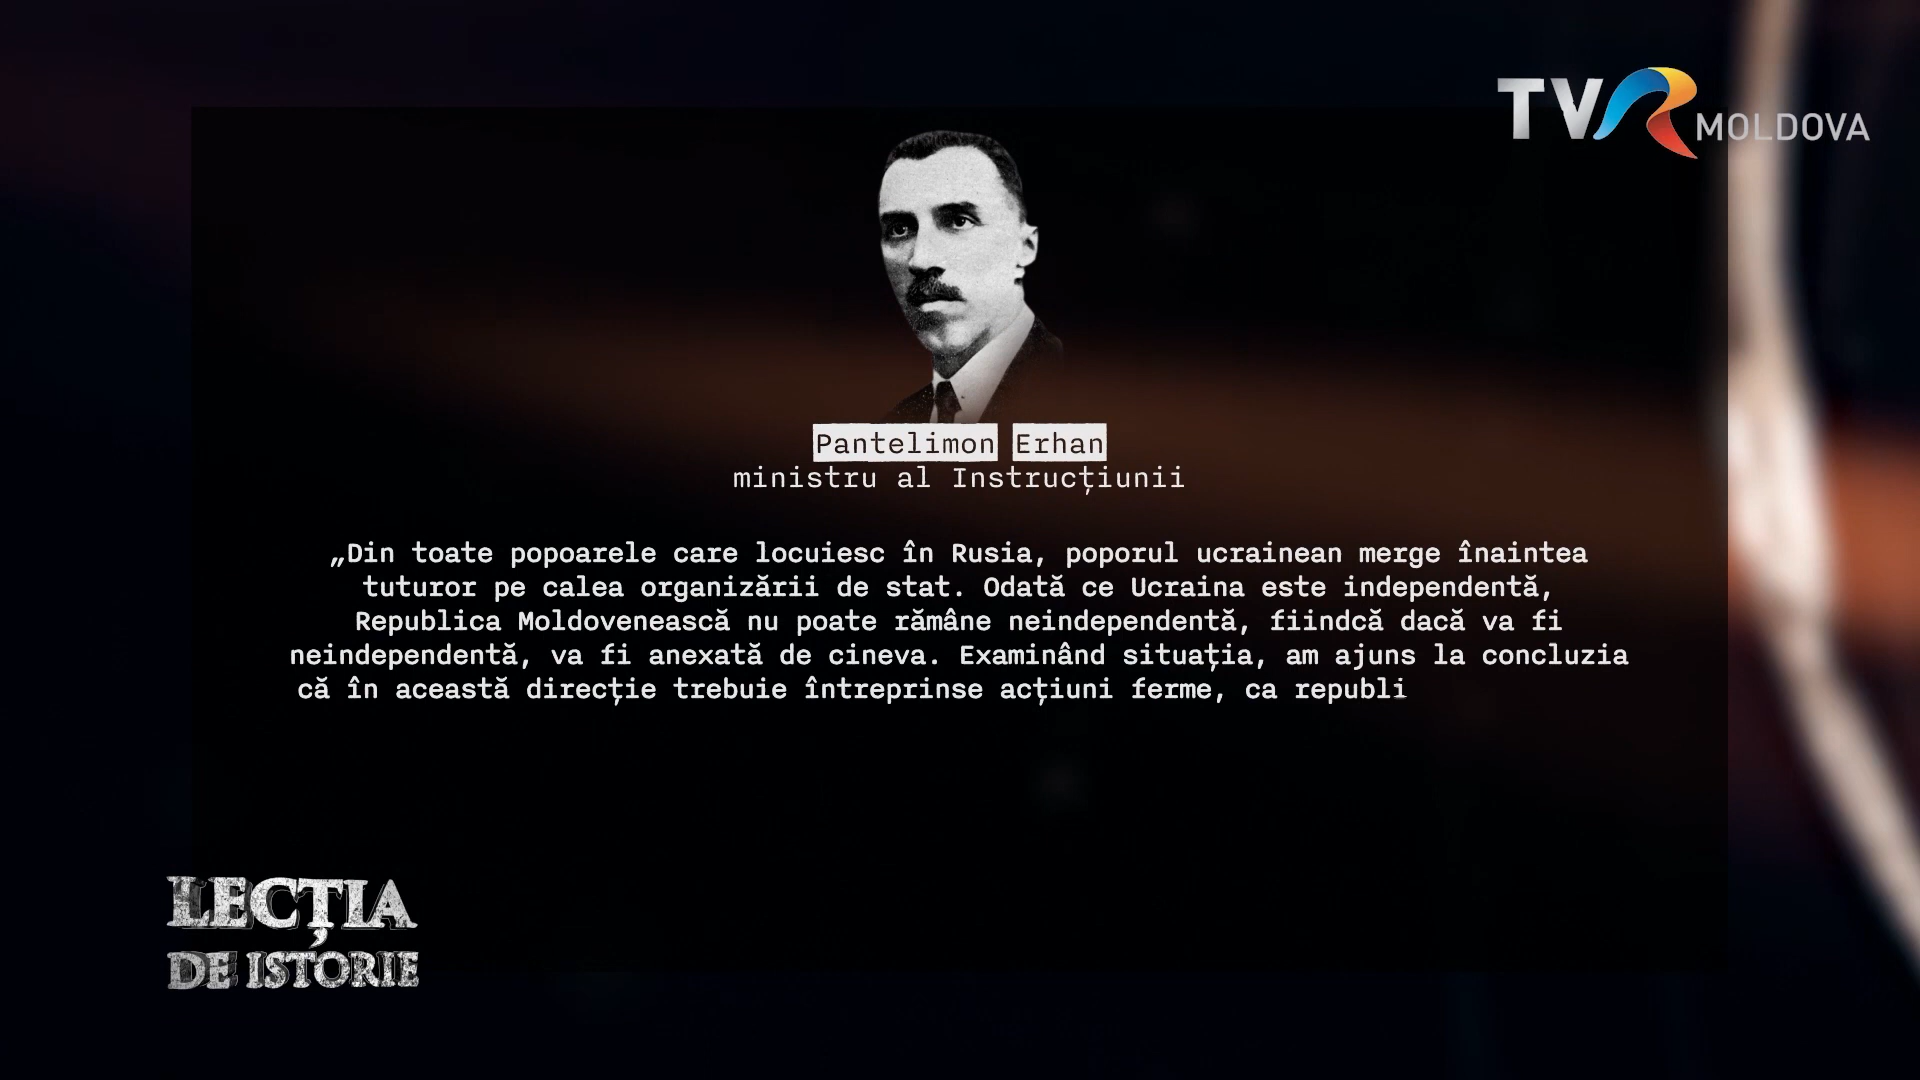 TVR MOLDOVA
Pantelimon Erhan
ministru al Instrucțiunii
„Din toate popoarele care locuiesc în Rusia, poporul ucrainean merge înaintea
tuturor pe calea organizării de stat. Odată ce Ucraina este independentă,
Republica Moldovenească nu poate rămâne neindependentă, fiindcă dacă va fi
neindependentă, va fi anexată de cineva. Examinând situația, am ajuns la concluzia
că în această direcție trebuie întreprinse acțiuni ferme, ca republi
LECȚIA
DE ISTORIE